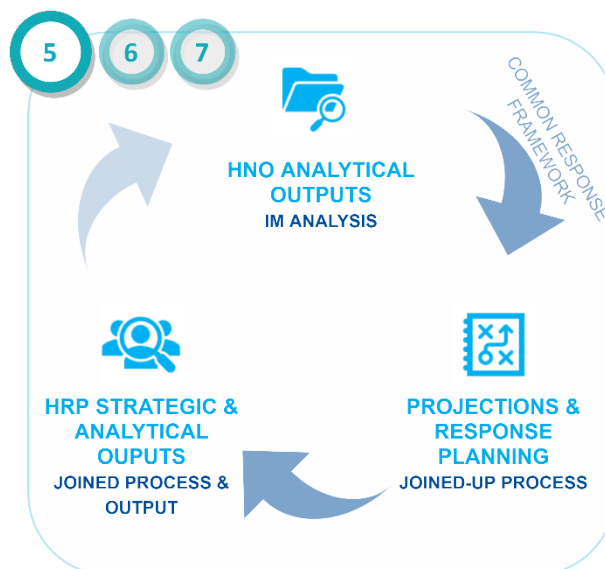 5 6 7
COMMON RESPONSE
FRAMEWORK
HNO ANALYTICAL
OUTPUTS
IM ANALYSIS
HRP STRATEGIC &
ANALYTICAL
OUPUTS
JOINED PROCESS &
OUTPUT
PROJECTIONS &
RESPONSE
PLANNING
JOINED-UP PROCESS